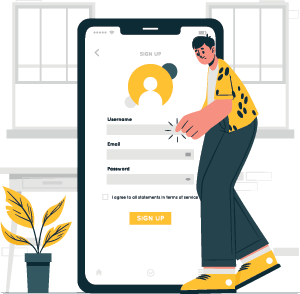 SIGN UP
Username
Email
Password
I agree to all statements in terms of service
SIGN UP